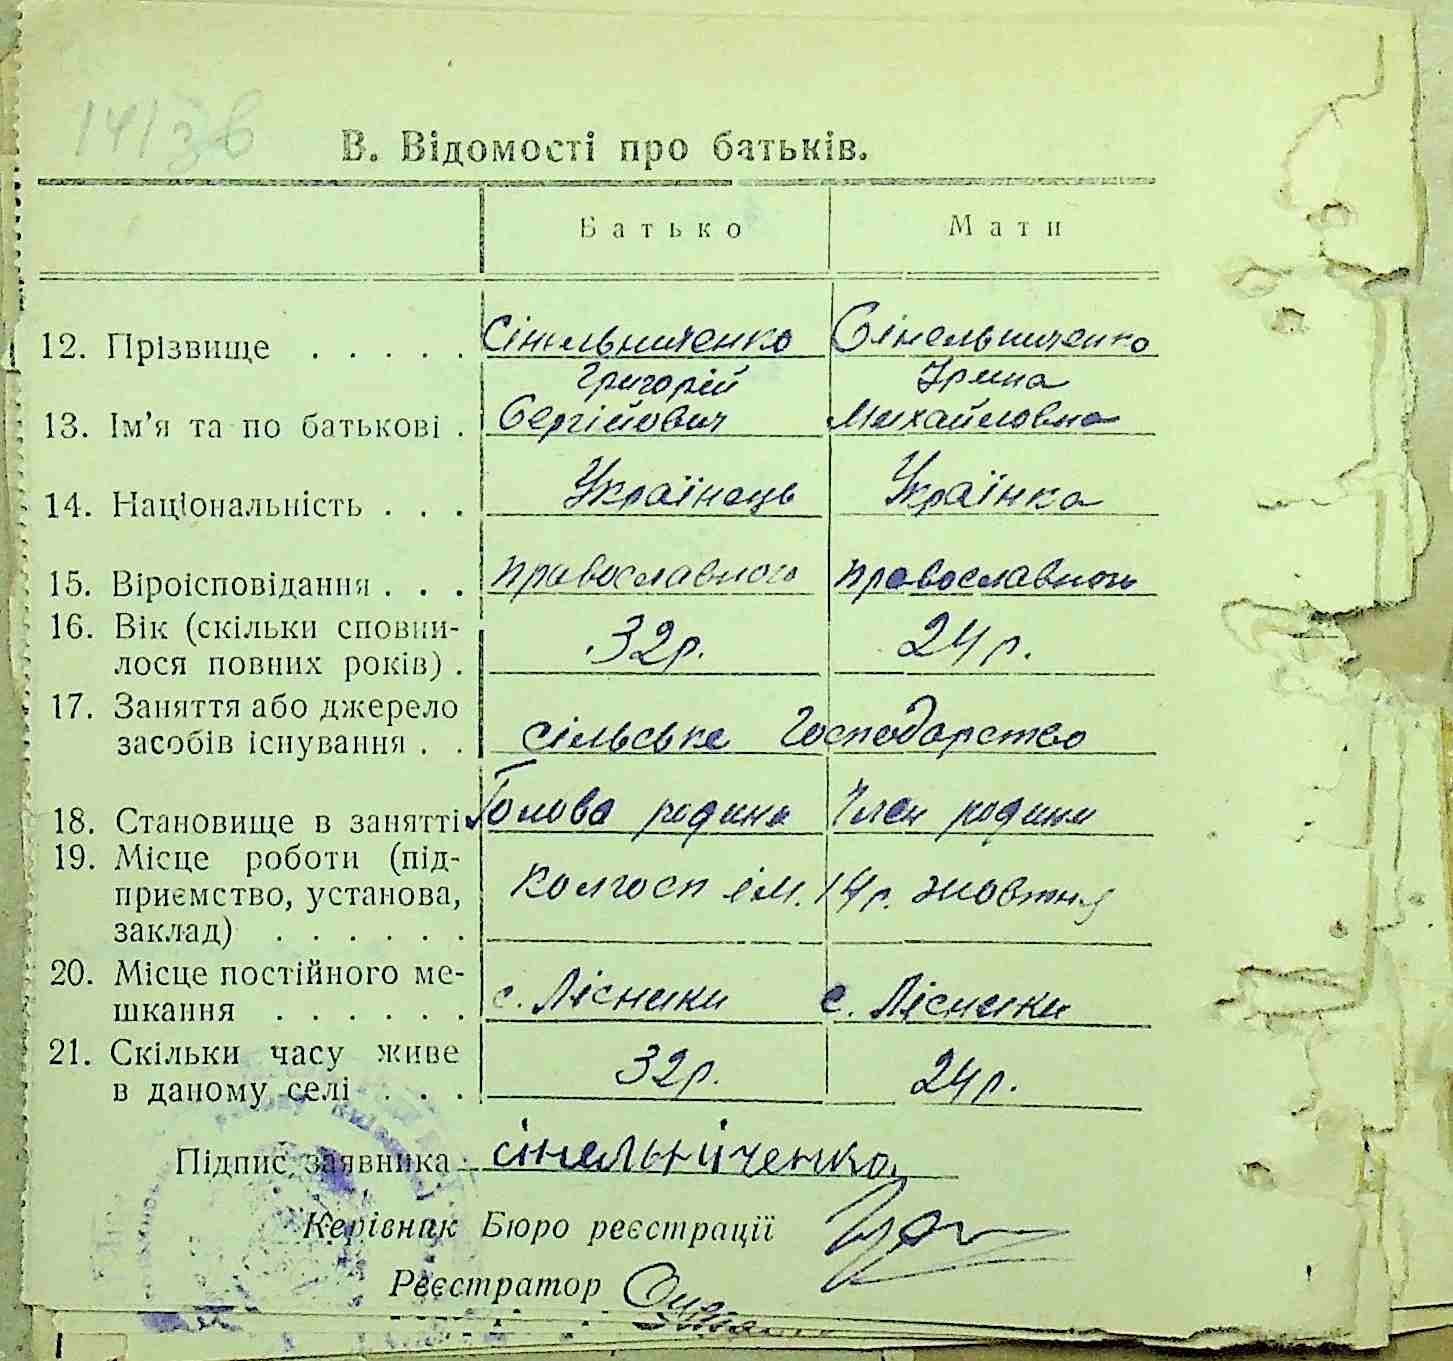 В. Відомості про батьків.
Батько Мати
12. Прізвище . . . . . Сінельниченко Сінельниченко
Григорій Ірина
13. Ім'я та по батькові . Сергійович Михайловна
14. Національність . . . Українець Українка
15. Віроісповідання . . . православного православного
16. Вік (скільки сповни-
лося повних років) . 32р. 24р.
17. Заняття або джерело
засобів існування . . сільське господарство
18. Становище в занятті Голова родини Член родини
19. Місце роботи (під-
приємство, установа, Колгосп ім. 14р. жовтня
заклад) . . . . . .
20. Місце постійного ме-
шкання . . . . . . с. Лісники с. Лісники
21. Скільки часу живе
в даному селі . . . 32р. 24р.
Підпис заявника сінельніченко
Керівник Бюро реєстрації
Реєстратор